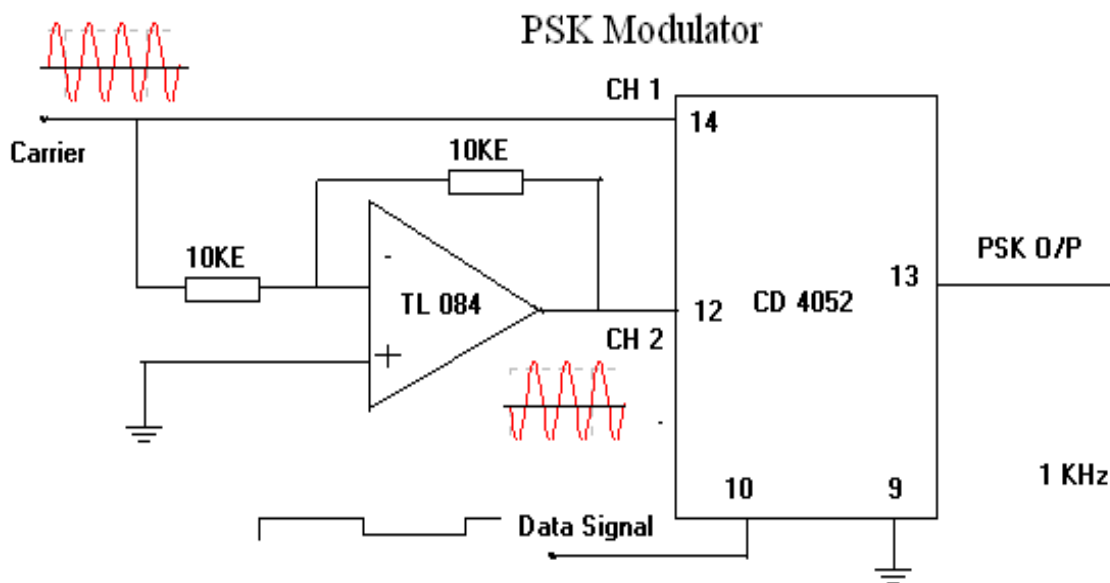 PSK Modulator
CH 1
14
Carrier
10KE
10KE
-
TL 084
+
12
CH 2
CD 4052
13
PSK O/P
10
9
1 KHz
Data Signal